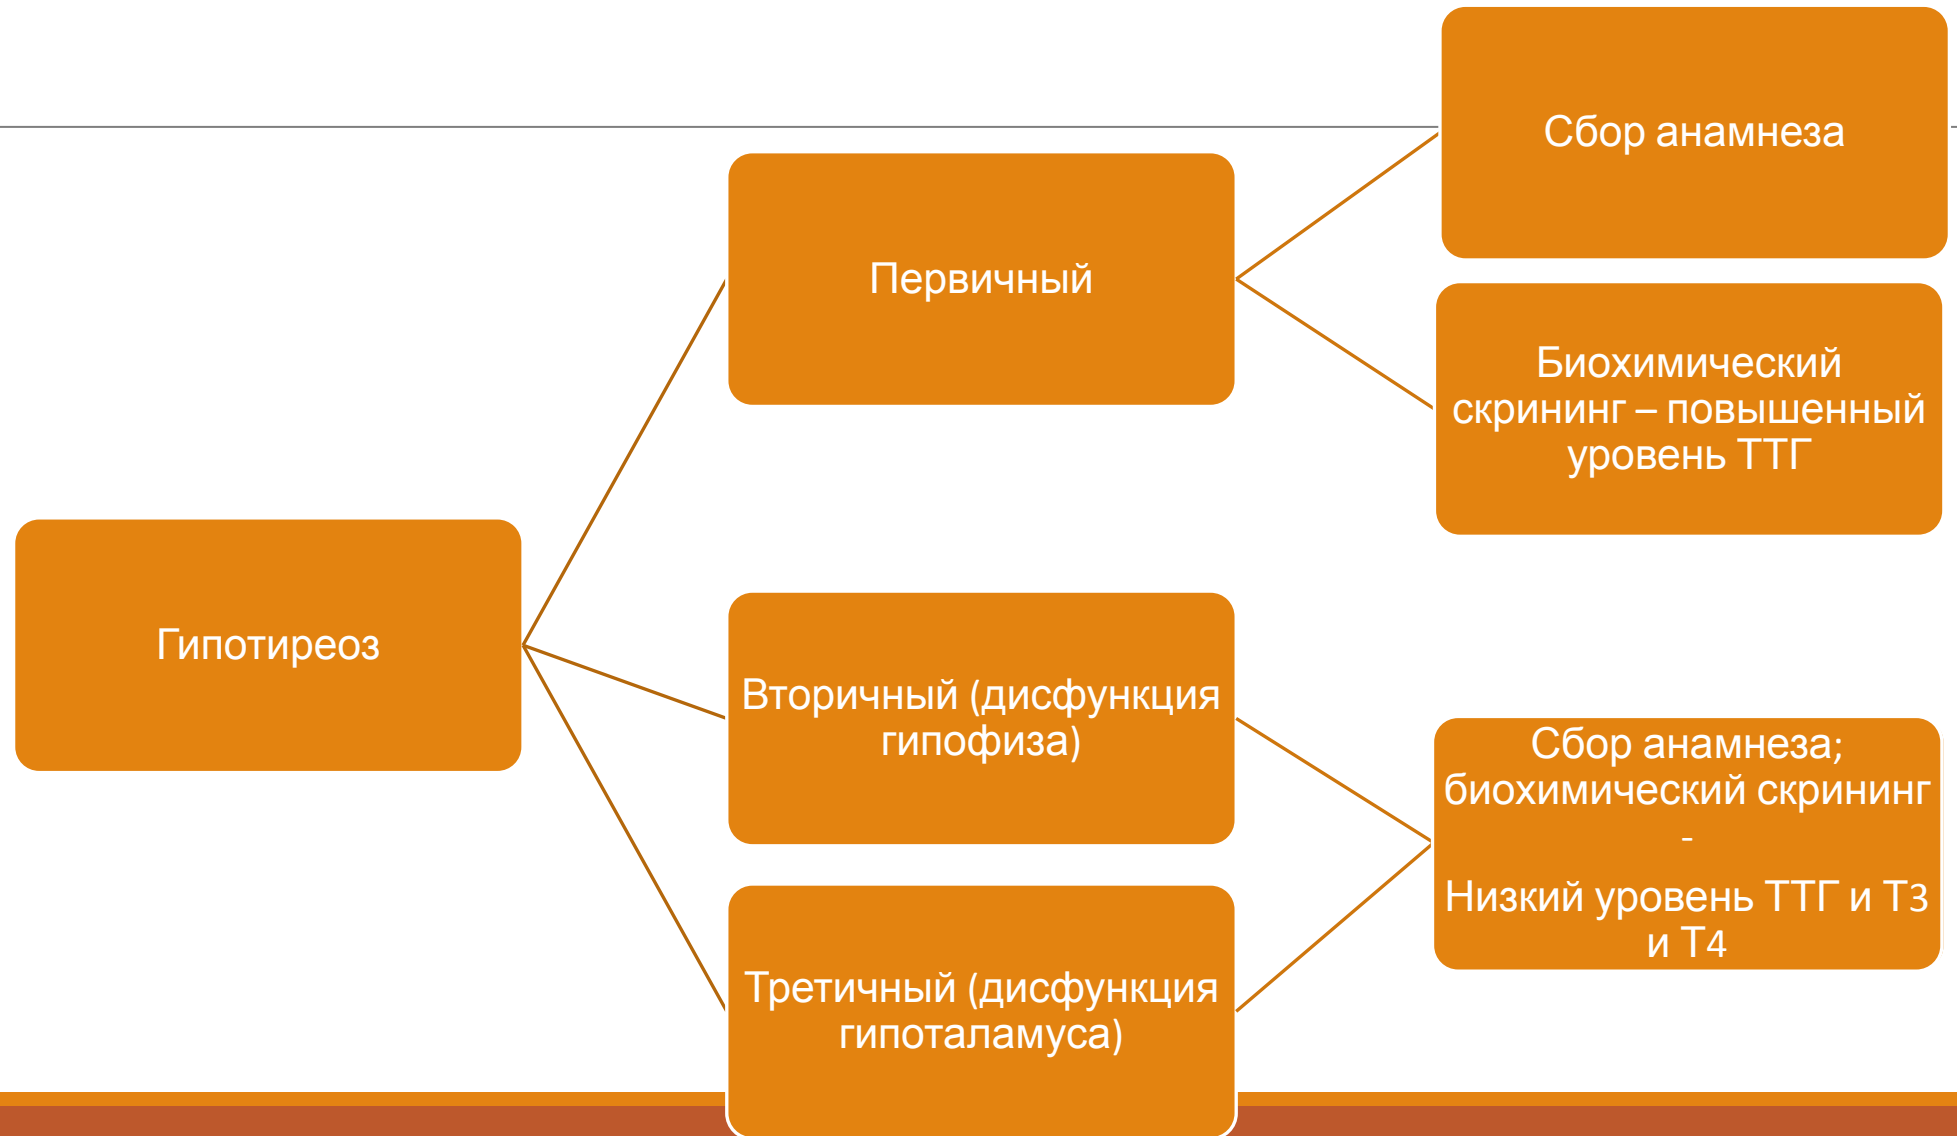 Сбор анамнеза
Первичный
Биохимический
скрининг – повышенный
уровень ТТГ
Гипотиреоз
Вторичный (дисфункция
гипофиза)
Сбор анамнеза;
биохимический скрининг
-
Низкий уровень ТТГ и Т3
и Т4
Третичный (дисфункция
гипоталамуса)